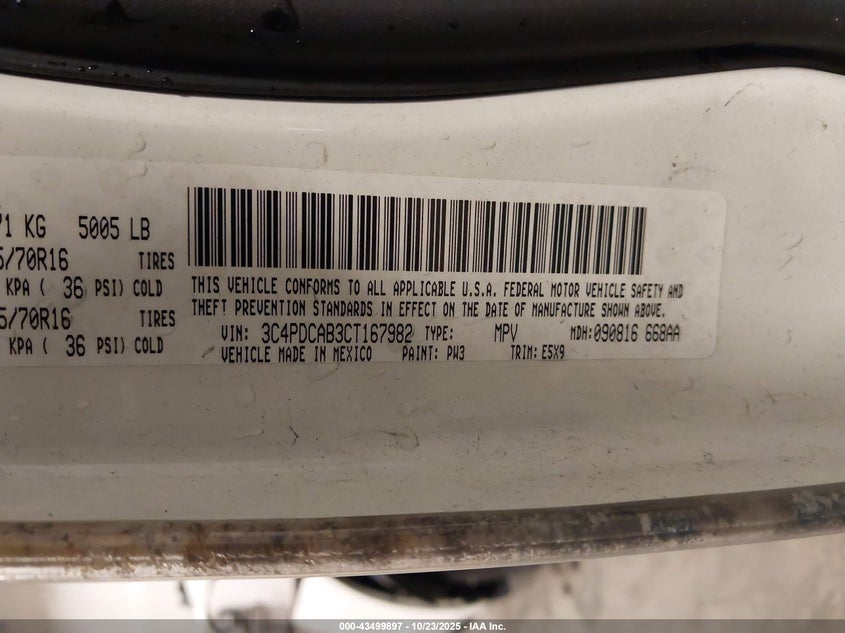 71 KG 5005 LB
5/70R16 TIRES
KPA ( 36 PSI) COLD
5/70R16 TIRES
KPA ( 36 PSI) COLD
THIS VEHICLE CONFORMS TO ALL APPLICABLE U.S.A. FEDERAL MOTOR VEHICLE SAFETY AND
THEFT PREVENTION STANDARDS IN EFFECT ON THE DATE OF MANUFACTURE SHOWN ABOVE.
VIN: 3C4PDCAB3CT167982 TYPE: MPV MDH: 090816 668AA
VEHICLE MADE IN MEXICO PAINT: PW3 TRIM: E5X9
000-43499897 - 10/23/2025 - IAA Inc.